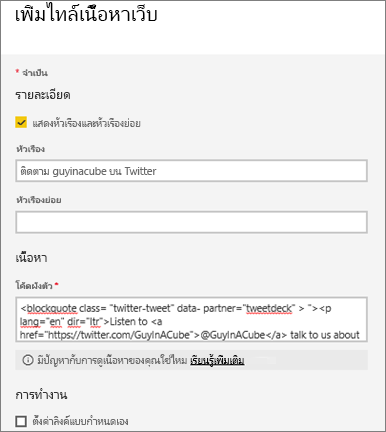 เพิ่มไทล์เนื้อหาเว็บ
* จำเป็น
รายละเอียด
แสดงหัวเรื่องและหัวเรื่องย่อย
หัวเรื่อง
ติดตาม guyinacube บน Twitter
หัวเรื่องย่อย
เนื้อหา
โค้ดฝังตัว *
<blockquote class= "twitter-tweet" data- partner="tweetdeck" > "><p
lang="en" dir="ltr">Listen to <a
href="https://twitter.com/GuyInACube">@GuyInACube</a> talk to us about
มีปัญหากับการดูเนื้อหาของคุณใช่ไหม เรียนรู้เพิ่มเติม
การทำงาน
ตั้งค่าลิงค์แบบกำหนดเอง